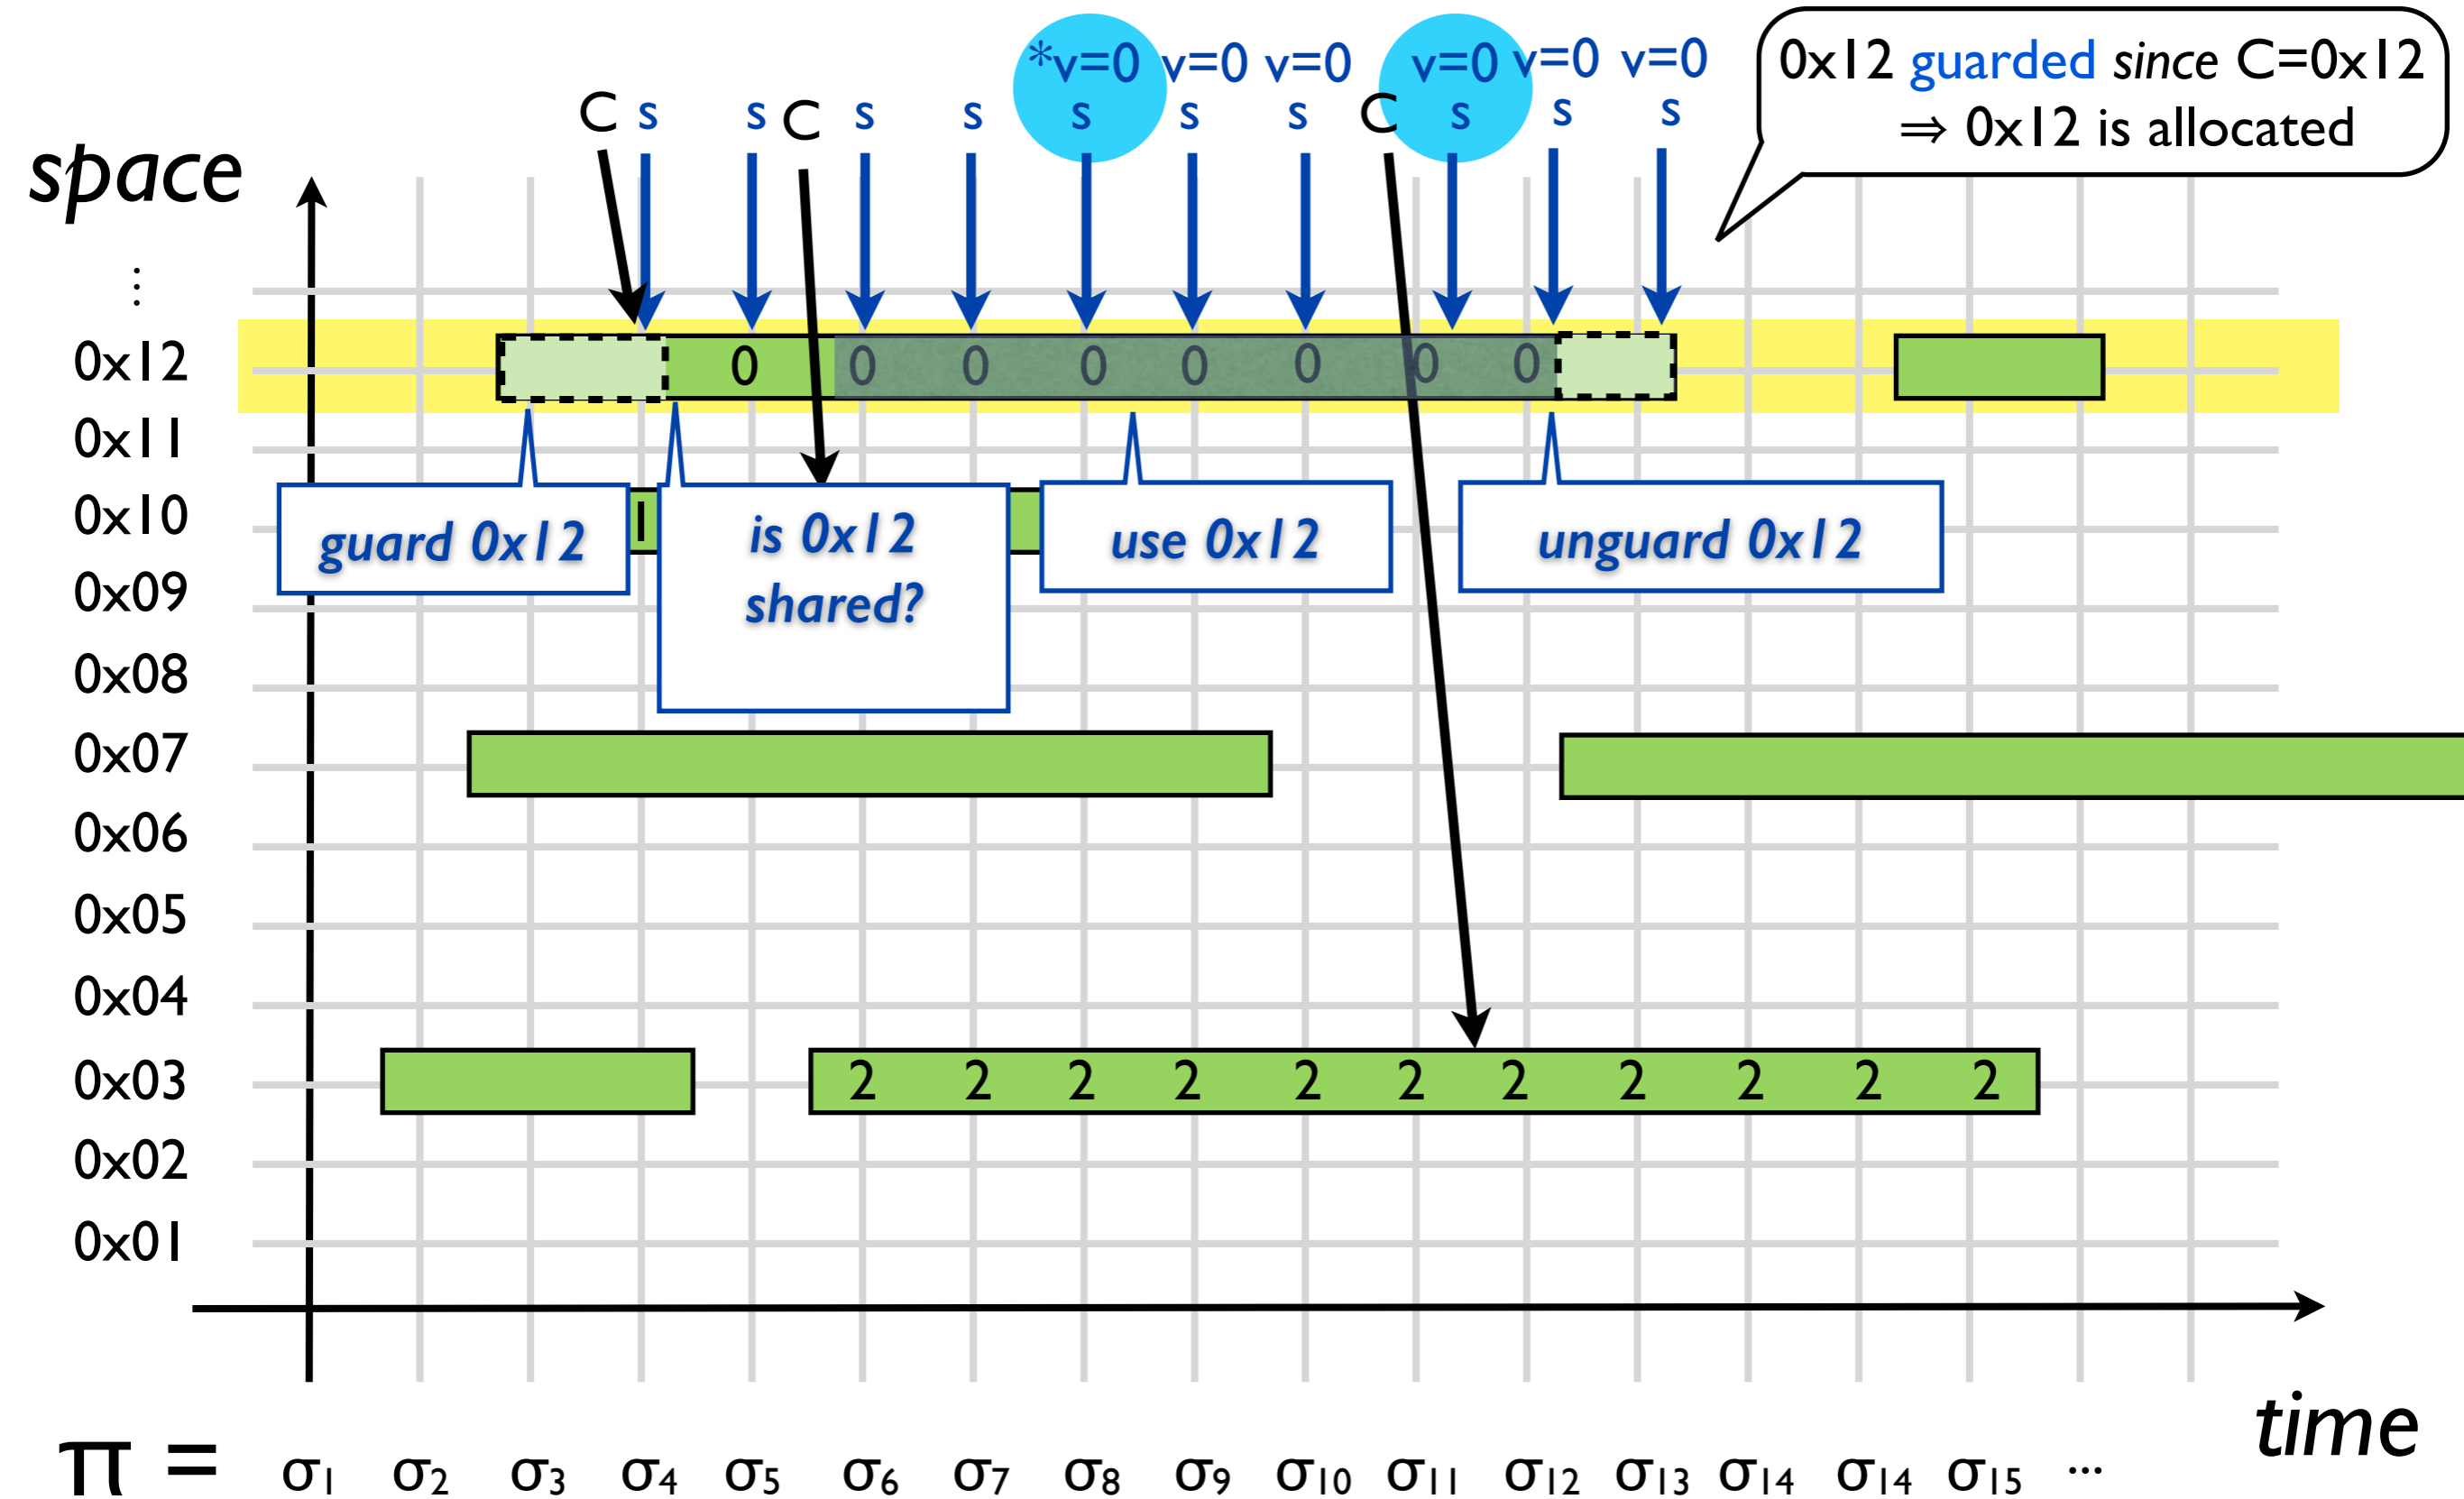 *v=0 v=0 v=0 v=0 v=0 v=0
C s s C s s s s s C s s s
0x12 guarded since C=0x12
⇒ 0x12 is allocated
space
⋮
0x12 0 0 0 0 0 0 0 0
0x11
0x10 1
guard 0x12
is 0x12
shared?
use 0x12
unguard 0x12
0x09
0x08
0x07
0x06
0x05
0x04
0x03 2 2 2 2 2 2 2 2 2 2 2
0x02
0x01
time
π = σ1 σ2 σ3 σ4 σ5 σ6 σ7 σ8 σ9 σ10 σ11 σ12 σ13 σ14 σ14 σ15 ...